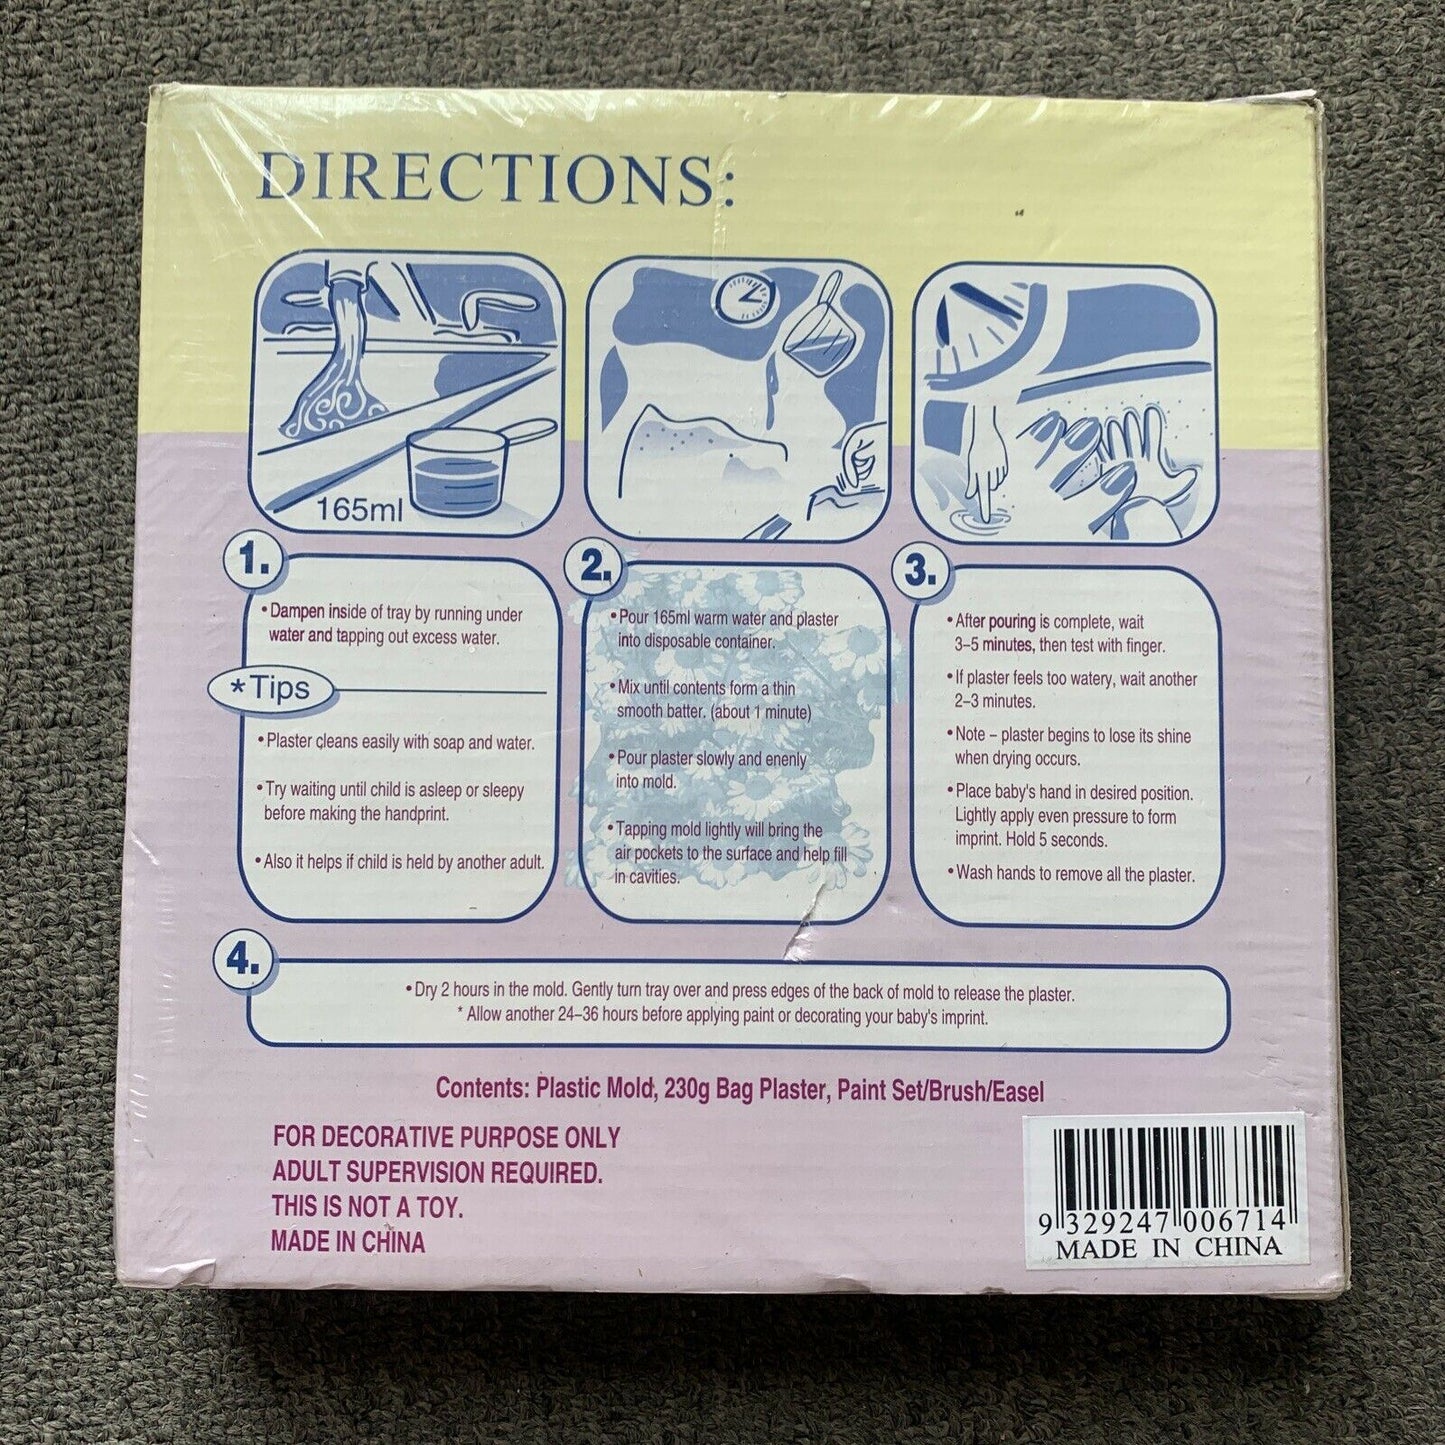 DIRECTIONS:
165ml
1.
•Dampen inside of tray by running under
water and tapping out excess water.
*Tips
•Plaster cleans easily with soap and water.
•Try waiting until child is asleep or sleepy
before making the handprint.
•Also it helps if child is held by another adult.
2.
•Pour 165ml warm water and plaster
into disposable container.
•Mix until contents form a thin
smooth batter. (about 1 minute)
•Pour plaster slowly and enenly
into mold.
•Tapping mold lightly will bring the
air pockets to the surface and help fill
in cavities.
3.
•After pouring is complete, wait
3–5 minutes, then test with finger.
•If plaster feels too watery, wait another
2–3 minutes.
•Note – plaster begins to lose its shine
when drying occurs.
•Place baby's hand in desired position.
Lightly apply even pressure to form
imprint. Hold 5 seconds.
•Wash hands to remove all the plaster.
4.
•Dry 2 hours in the mold. Gently turn tray over and press edges of the back of mold to release the plaster.
* Allow another 24–36 hours before applying paint or decorating your baby's imprint.
Contents: Plastic Mold, 230g Bag Plaster, Paint Set/Brush/Easel
FOR DECORATIVE PURPOSE ONLY
ADULT SUPERVISION REQUIRED.
THIS IS NOT A TOY.
MADE IN CHINA
9 329247 006714
MADE IN CHINA